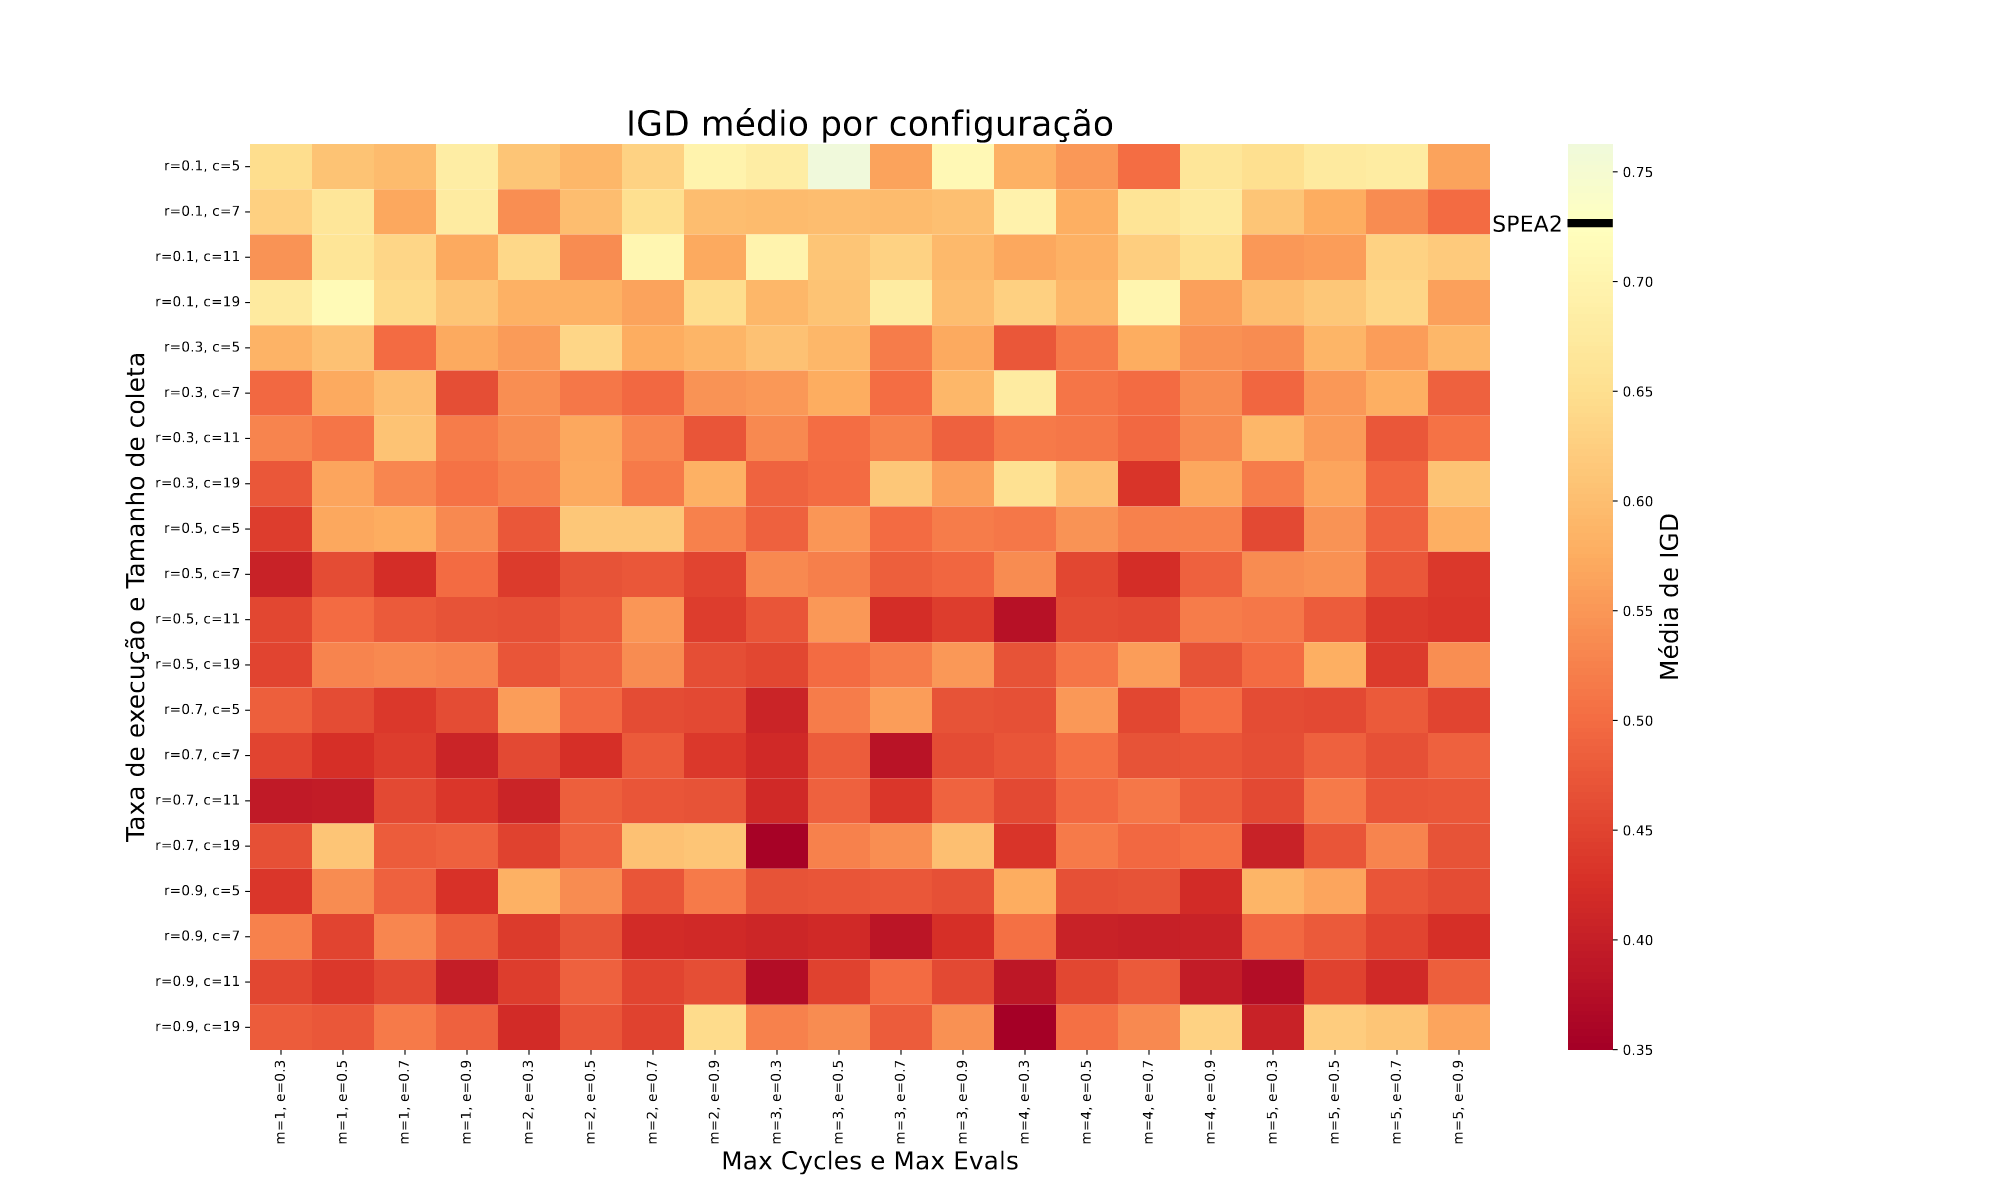 IGD médio por configuração
Taxa de execução e Tamanho de coleta
r=0.1, c=5
r=0.1, c=7
r=0.1, c=11
r=0.1, c=19
r=0.3, c=5
r=0.3, c=7
r=0.3, c=11
r=0.3, c=19
r=0.5, c=5
r=0.5, c=7
r=0.5, c=11
r=0.5, c=19
r=0.7, c=5
r=0.7, c=7
r=0.7, c=11
r=0.7, c=19
r=0.9, c=5
r=0.9, c=7
r=0.9, c=11
r=0.9, c=19
m=1, e=0.3
m=1, e=0.5
m=1, e=0.7
m=1, e=0.9
m=2, e=0.3
m=2, e=0.5
m=2, e=0.7
m=2, e=0.9
m=3, e=0.3
m=3, e=0.5
m=3, e=0.7
m=3, e=0.9
m=4, e=0.3
m=4, e=0.5
m=4, e=0.7
m=4, e=0.9
m=5, e=0.3
m=5, e=0.5
m=5, e=0.7
m=5, e=0.9
Max Cycles e Max Evals
SPEA2
0.75
0.70
0.65
0.60
0.55
0.50
0.45
0.40
0.35
Média de IGD